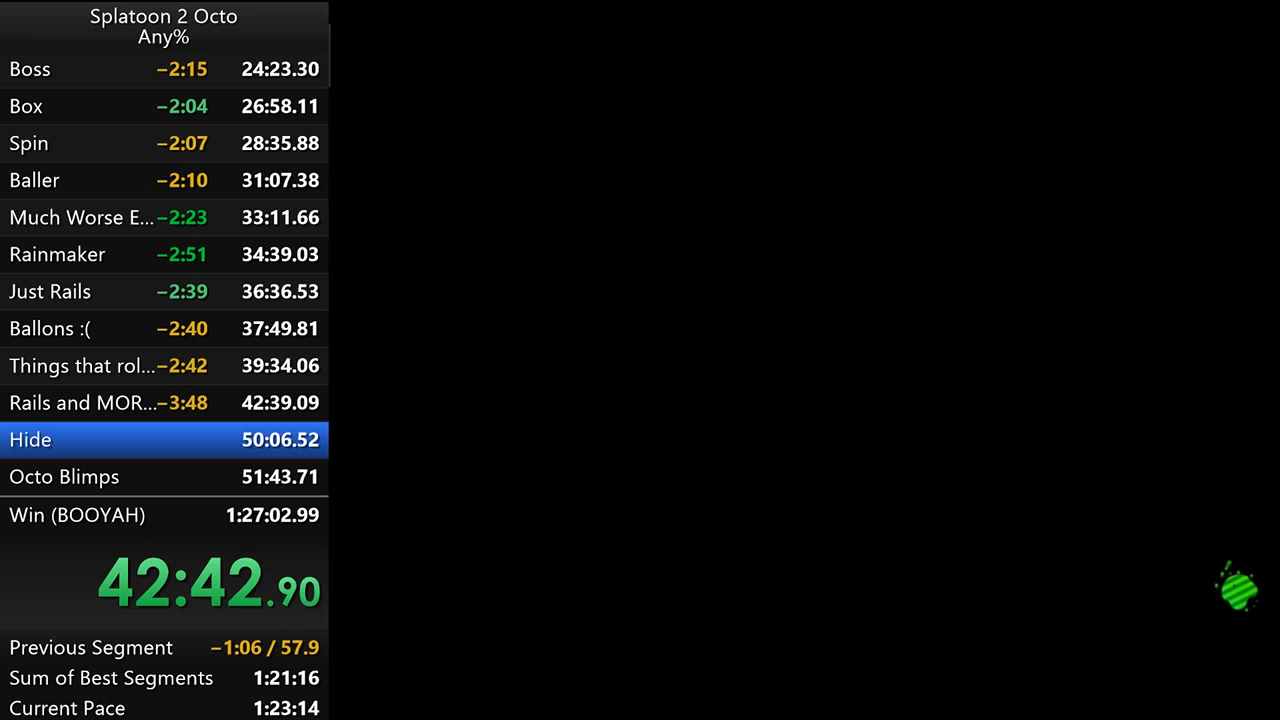 Splatoon 2 Octo
Any%
Boss −2:15 24:23.30
Box −2:04 26:58.11
Spin −2:07 28:35.88
Baller −2:10 31:07.38
Much Worse E... −2:23 33:11.66
Rainmaker −2:51 34:39.03
Just Rails −2:39 36:36.53
Ballons :( −2:40 37:49.81
Things that rol... −2:42 39:34.06
Rails and MOR... −3:48 42:39.09
Hide 50:06.52
Octo Blimps 51:43.71
Win (BOOYAH) 1:27:02.99
42:42.90
Previous Segment −1:06 / 57.9
Sum of Best Segments 1:21:16
Current Pace 1:23:14